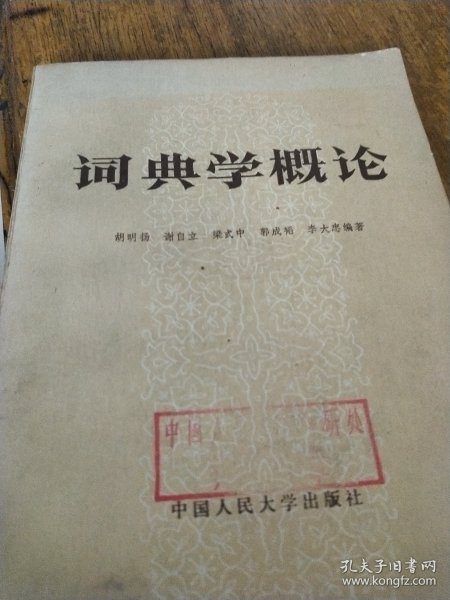 词典学概论
胡明扬 谢自立 梁式中 郭成韬 李大忠编著
中国人民大学出版社
孔夫子旧书网
www.kongfz.com